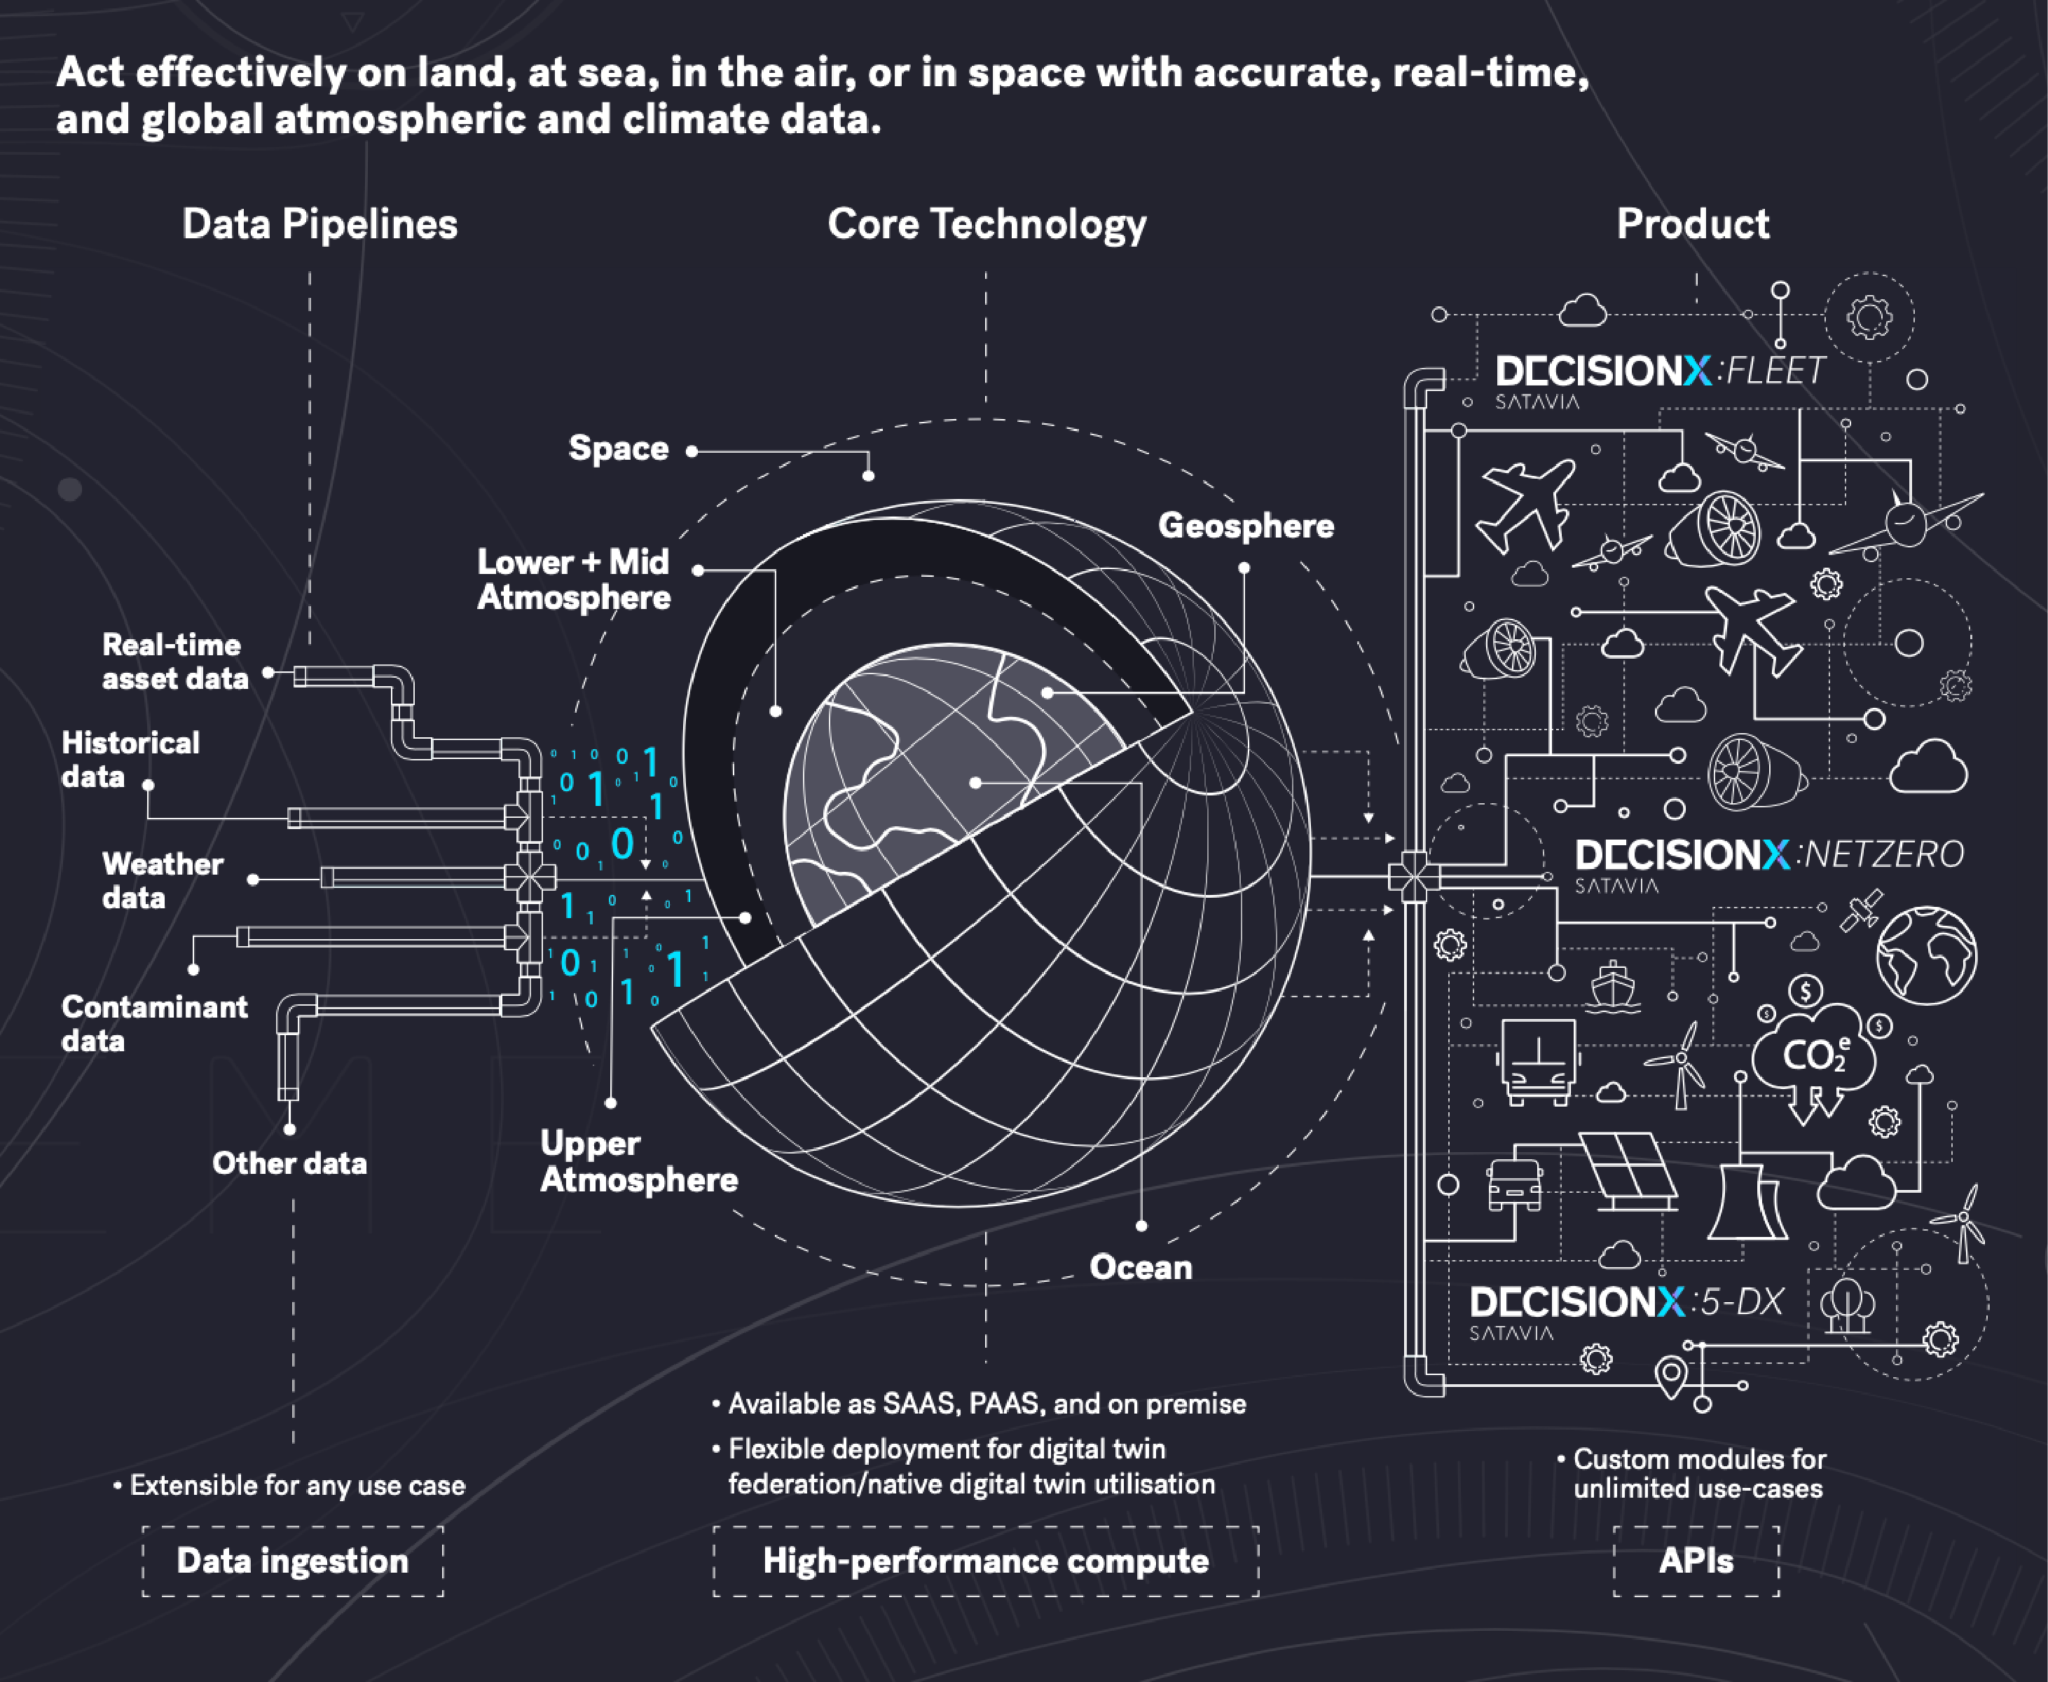 Act effectively on land, at sea, in the air, or in space with accurate, real-time,
and global atmospheric and climate data.
Data Pipelines
Core Technology
Product
Real-time
asset data
Historical
data
Weather
data
Contaminant
data
Other data
Space
Lower + Mid
Atmosphere
Geosphere
Upper
Atmosphere
Ocean
DECISIONX:FLEET
SATAVIA
DECISIONX:NETZERO
SATAVIA
$
$
$
CO₂ᵉ
DECISIONX:5-DX
SATAVIA
• Extensible for any use case
Data ingestion
• Available as SAAS, PAAS, and on premise
• Flexible deployment for digital twin
federation/native digital twin utilisation
High-performance compute
• Custom modules for
unlimited use-cases
APIs